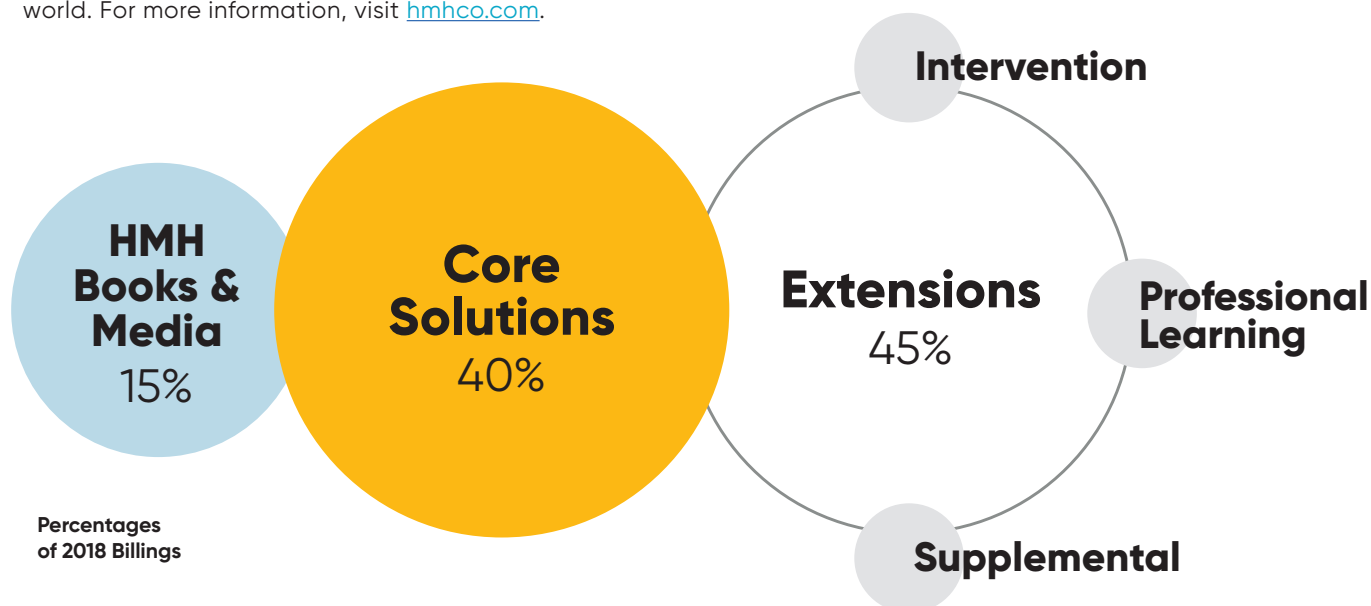 world. For more information, visit hmhco.com.
HMH
Books &
Media
15%
Core
Solutions
40%
Extensions
45%
Intervention
Professional
Learning
Supplemental
Percentages
of 2018 Billings